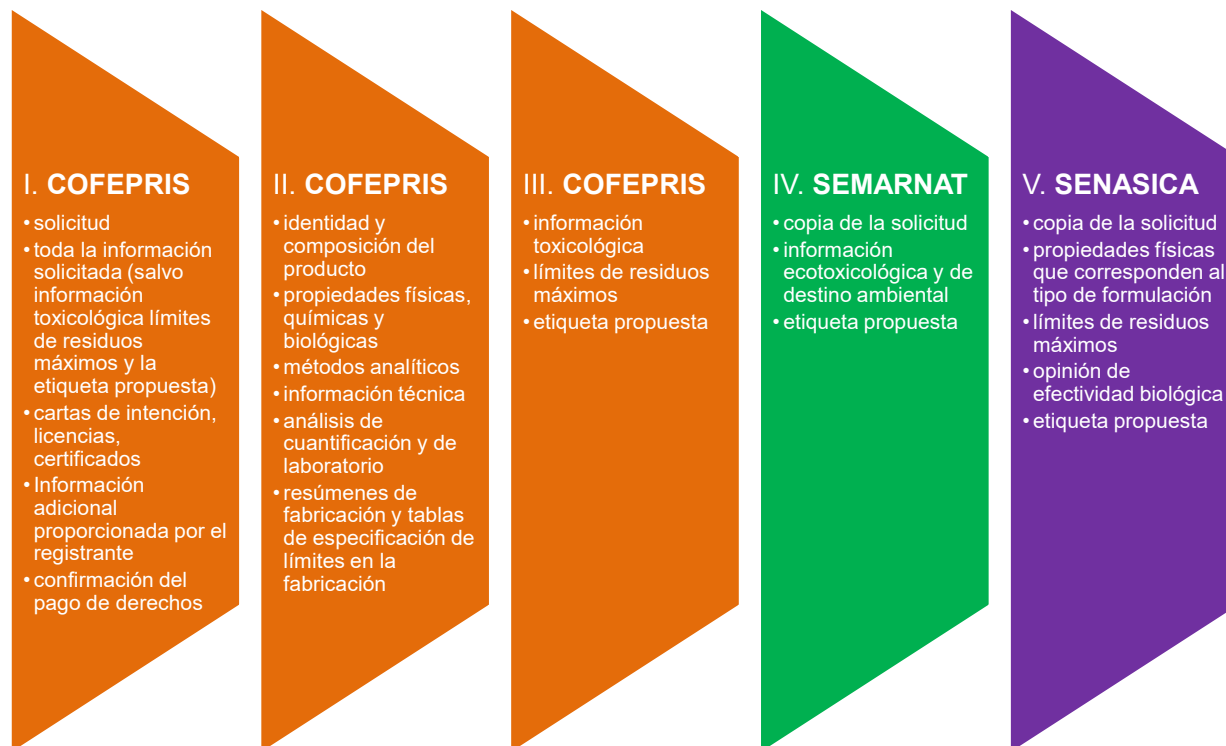 I. COFEPRIS
• solicitud
• toda la información
solicitada (salvo
información
toxicológica límites
de residuos
máximos y la
etiqueta propuesta)
• cartas de intención,
licencias,
certificados
• Información
adicional
proporcionada por el
registrante
• confirmación del
pago de derechos
II. COFEPRIS
• identidad y
composición del
producto
• propiedades físicas,
químicas y
biológicas
• métodos analíticos
• información técnica
• análisis de
cuantificación y de
laboratorio
• resúmenes de
fabricación y tablas
de especificación de
límites en la
fabricación
III. COFEPRIS
• información
toxicológica
• límites de residuos
máximos
• etiqueta propuesta
IV. SEMARNAT
• copia de la solicitud
• información
ecotoxicológica y de
destino ambiental
• etiqueta propuesta
V. SENASICA
• copia de la solicitud
• propiedades físicas
que corresponden al
tipo de formulación
• límites de residuos
máximos
• opinión de
efectividad biológica
• etiqueta propuesta